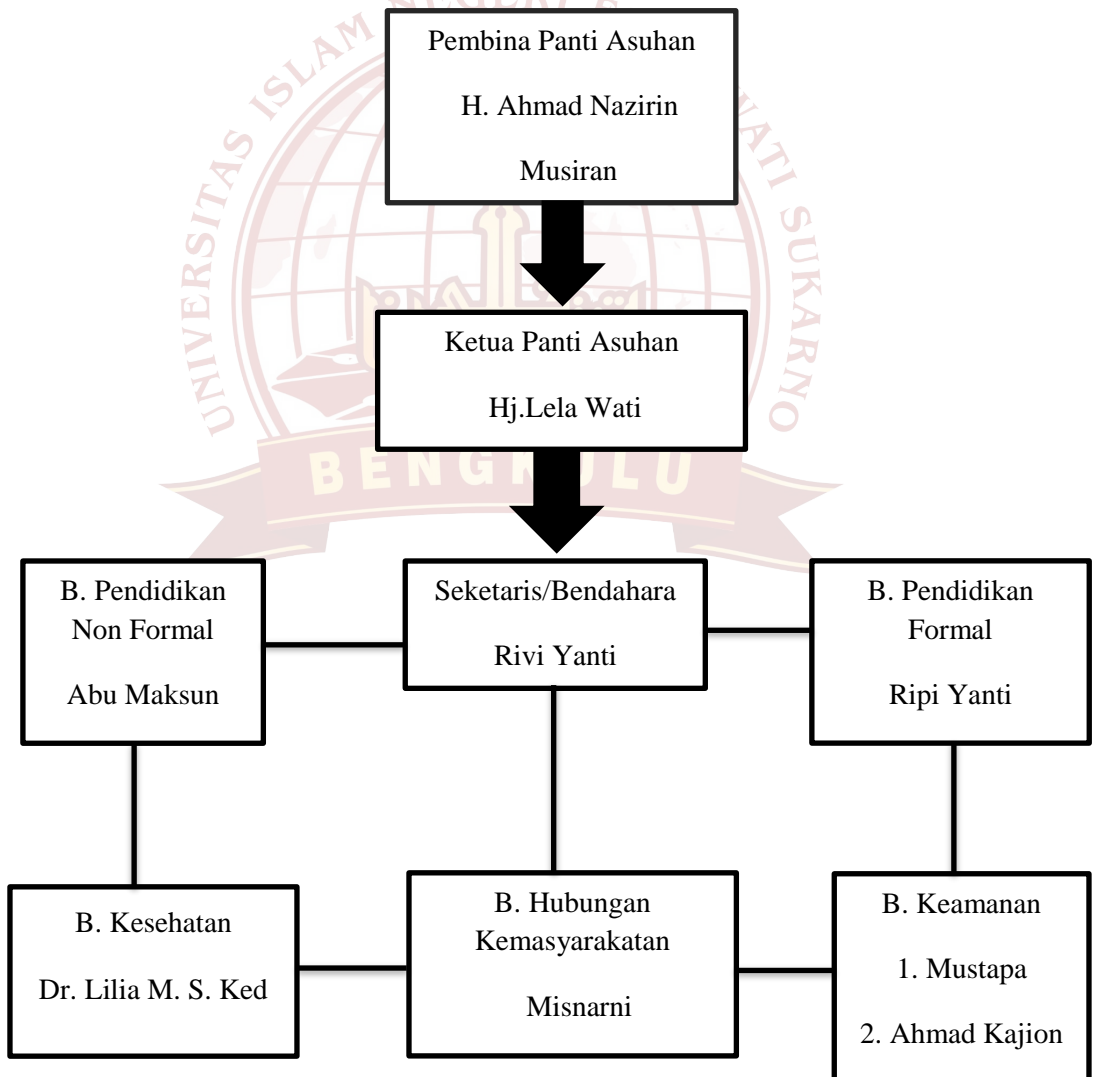 Pembina Panti Asuhan
H. Ahmad Nazirin
Musiran
Ketua Panti Asuhan
Hj.Lela Wati
B. Pendidikan
Non Formal
Abu Maksun
Seketaris/Bendahara
Rivi Yanti
B. Pendidikan
Formal
Ripi Yanti
B. Kesehatan
Dr. Lilia M. S. Ked
B. Hubungan
Kemasyarakatan
Misnarni
B. Keamanan
1. Mustapa
2. Ahmad Kajion
UNIVERSITAS ISLAM
SUKARNO
BENGKULU